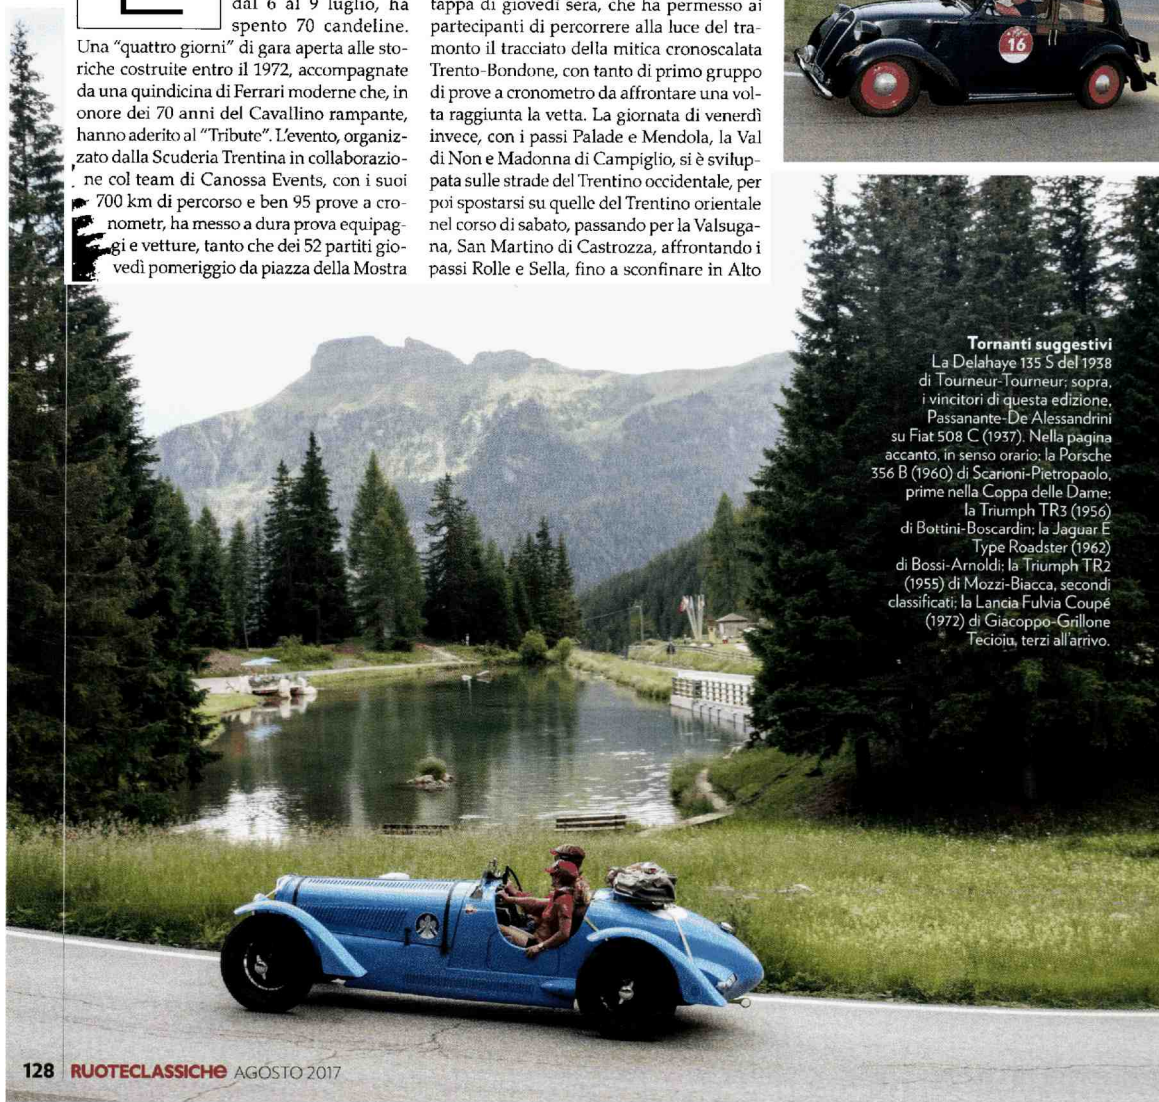 dal 6 al 9 luglio, ha
spento 70 candeline.
Una “quattro giorni” di gara aperta alle sto-
riche costruite entro il 1972, accompagnate
da una quindicina di Ferrari moderne che, in
onore dei 70 anni del Cavallino rampante,
hanno aderito al “Tribute”. L’evento, organiz-
zato dalla Scuderia Trentina in collaborazio-
ne col team di Canossa Events, con i suoi
700 km di percorso e ben 95 prove a cro-
nometr, ha messo a dura prova equipag-
gi e vetture, tanto che dei 52 partiti gio-
vedì pomeriggio da piazza della Mostra
tappa di giovedì sera, che ha permesso ai
partecipanti di percorrere alla luce del tra-
monto il tracciato della mitica cronoscalata
Trento-Bondone, con tanto di primo gruppo
di prove a cronometro da affrontare una vol-
ta raggiunta la vetta. La giornata di venerdì
invece, con i passi Palade e Mendola, la Val
di Non e Madonna di Campiglio, si è svilup-
pata sulle strade del Trentino occidentale, per
poi spostarsi su quelle del Trentino orientale
nel corso di sabato, passando per la Valsuga-
na, San Martino di Castrozza, affrontando i
passi Rolle e Sella, fino a sconfinare in Alto
16
Tornanti suggestivi
La Delahaye 135 S del 1938
di Tourneur-Tourneur; sopra,
i vincitori di questa edizione,
Passanante-De Alessandrini
su Fiat 508 C (1937). Nella pagina
accanto, in senso orario: la Porsche
356 B (1960) di Scarioni-Pietropaolo,
prime nella Coppa delle Dame;
la Triumph TR3 (1956)
di Bottini-Boscardin; la Jaguar E
Type Roadster (1962)
di Bossi-Arnoldi; la Triumph TR2
(1955) di Mozzi-Biacca, secondi
classificati; la Lancia Fulvia Coupé
(1972) di Giacoppo-Grillone
Tecioiu, terzi all’arrivo.
128 RUOTECLASSICHE AGOSTO 2017